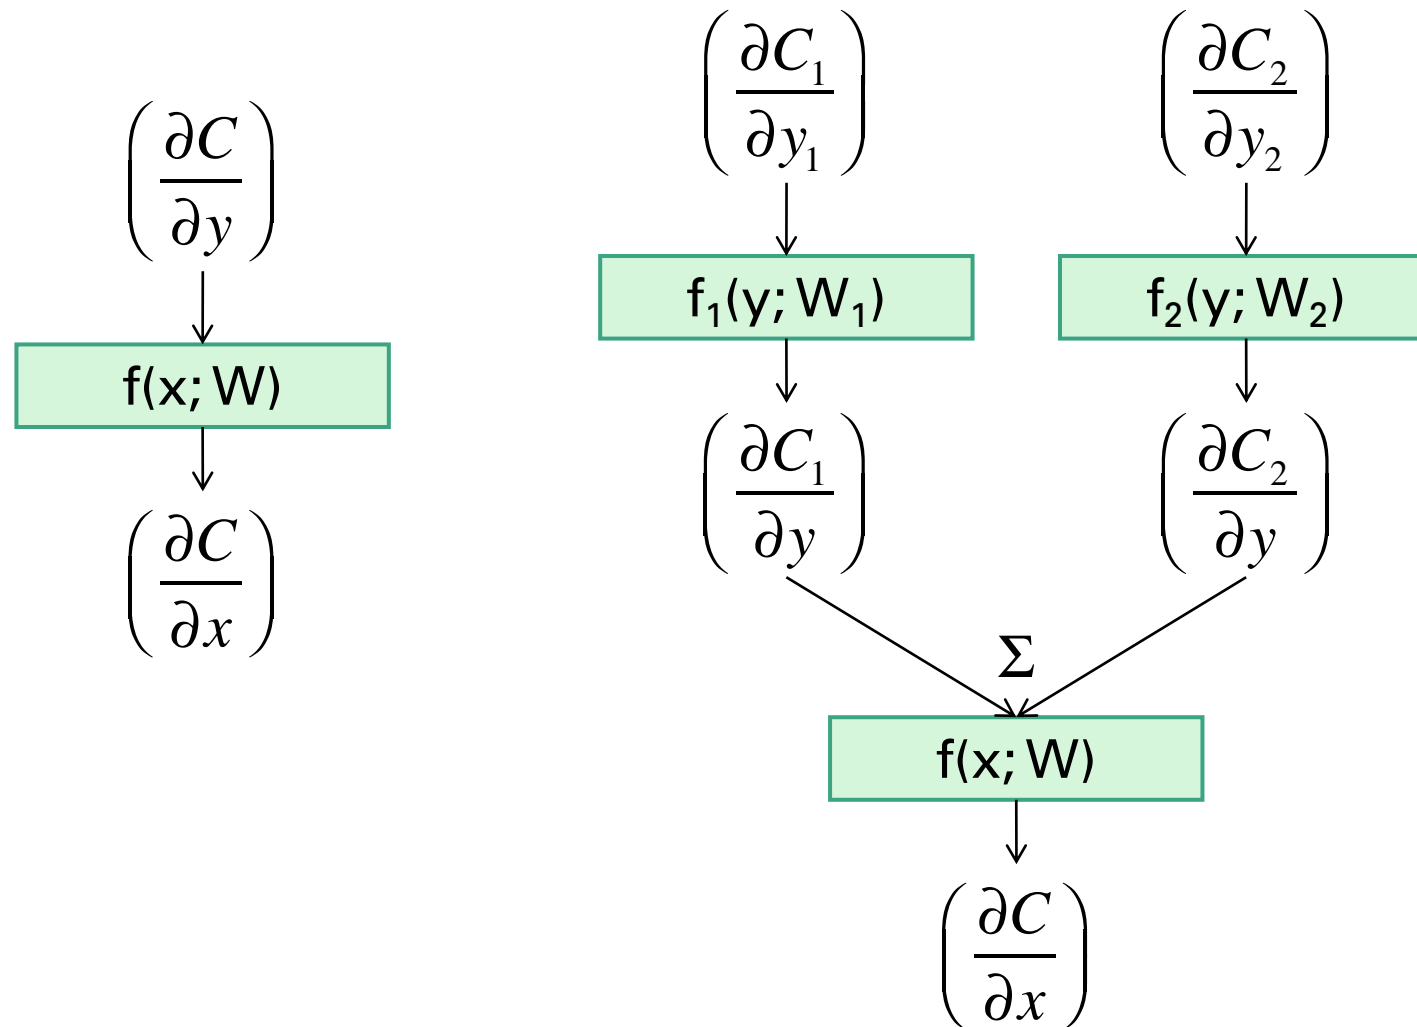 (∂C/∂y)
f(x; W)
(∂C/∂x)
(∂C₁/∂y₁)
f₁(y; W₁)
(∂C₁/∂y)
(∂C₂/∂y₂)
f₂(y; W₂)
(∂C₂/∂y)
Σ
f(x; W)
(∂C/∂x)